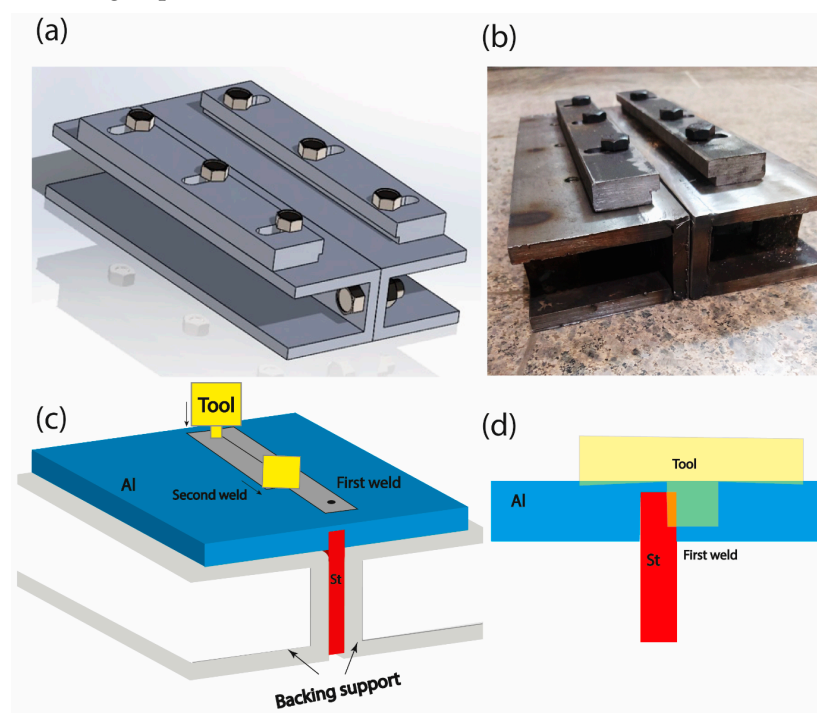 (a)
(b)
(c)
Tool
Al
Second weld
First weld
St
Backing support
(d)
Tool
Al
St
First weld